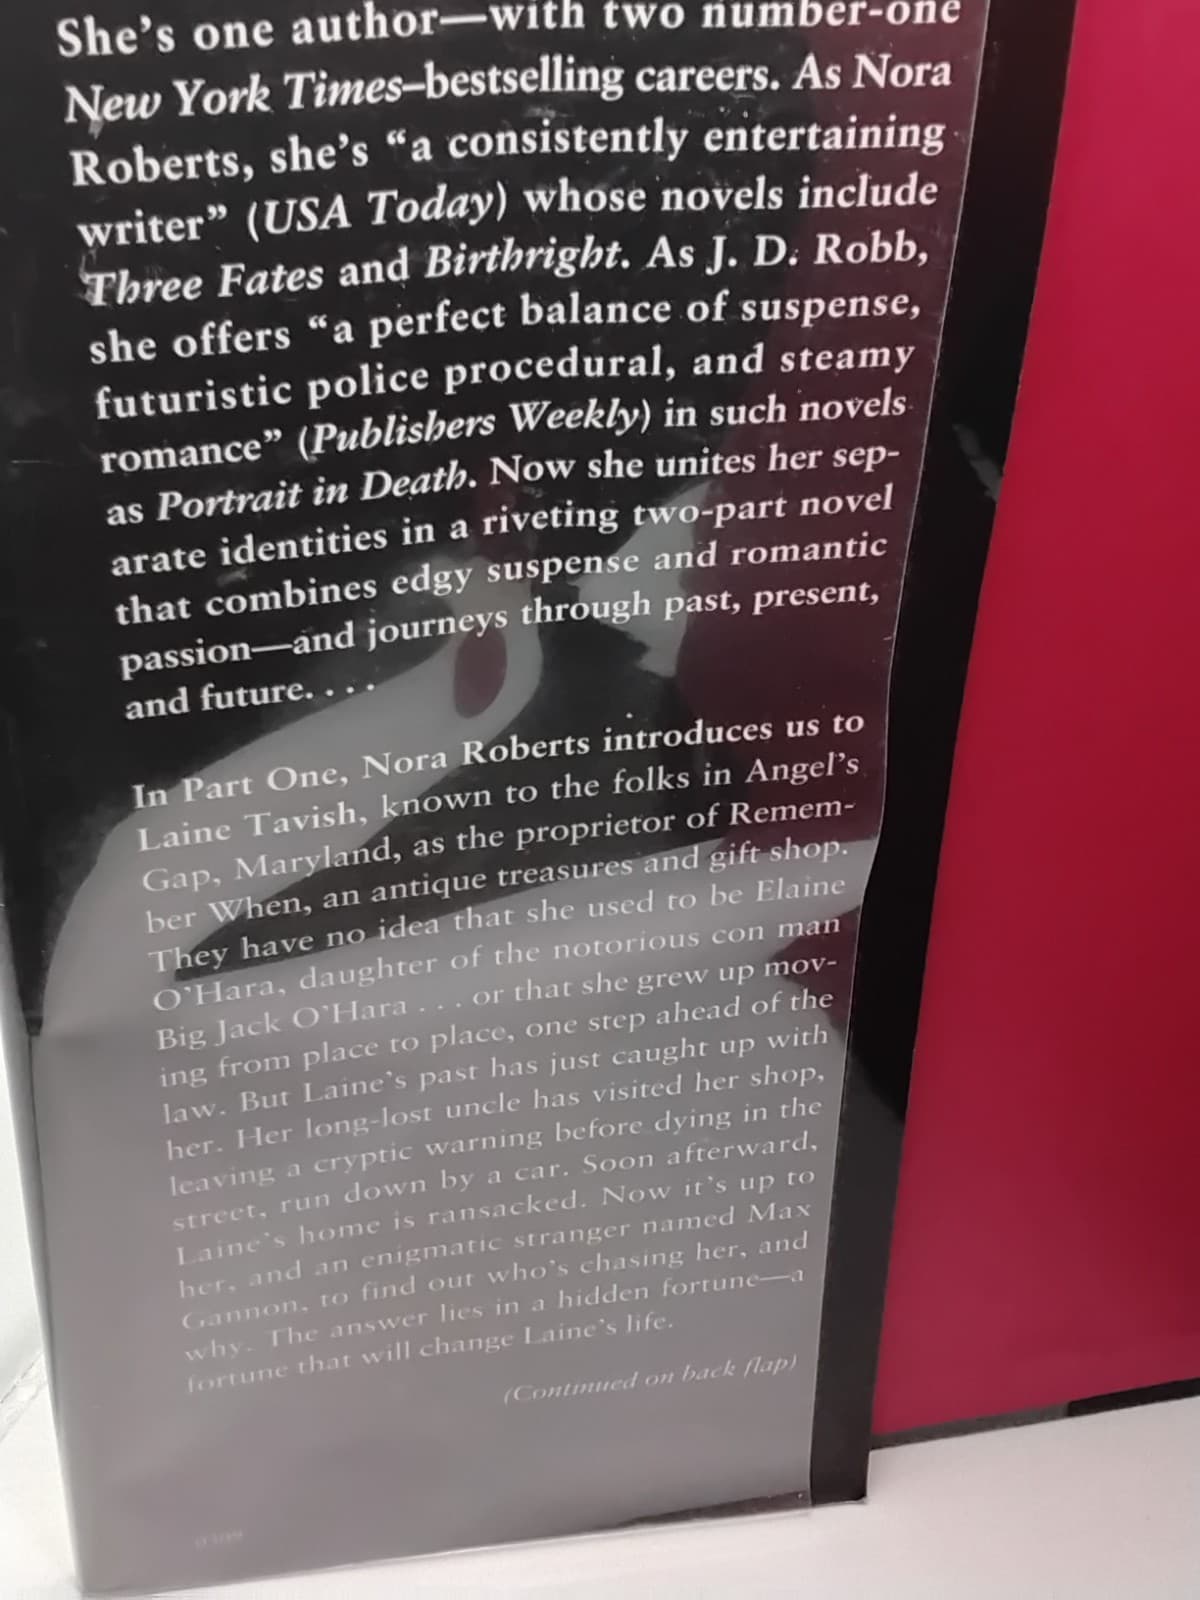 She's one author—with two number-one
New York Times–bestselling careers. As Nora
Roberts, she's “a consistently entertaining
writer” (USA Today) whose novels include
Three Fates and Birthright. As J. D. Robb,
she offers “a perfect balance of suspense,
futuristic police procedural, and steamy
romance” (Publishers Weekly) in such novels
as Portrait in Death. Now she unites her sep-
arate identities in a riveting two-part novel
that combines edgy suspense and romantic
passion—and journeys through past, present,
and future. . . .
In Part One, Nora Roberts introduces us to
Laine Tavish, known to the folks in Angel's
Gap, Maryland, as the proprietor of Remem-
ber When, an antique treasures and gift shop.
They have no idea that she used to be Elaine
O'Hara, daughter of the notorious con man
Big Jack O'Hara . . . or that she grew up mov-
ing from place to place, one step ahead of the
law. But Laine's past has just caught up with
her. Her long-lost uncle has visited her shop,
leaving a cryptic warning before dying in the
street, run down by a car. Soon afterward,
Laine's home is ransacked. Now it's up to
her, and an enigmatic stranger named Max
Gannon, to find out who's chasing her, and
why. The answer lies in a hidden fortune—a
fortune that will change Laine's life.
(Continued on back flap)